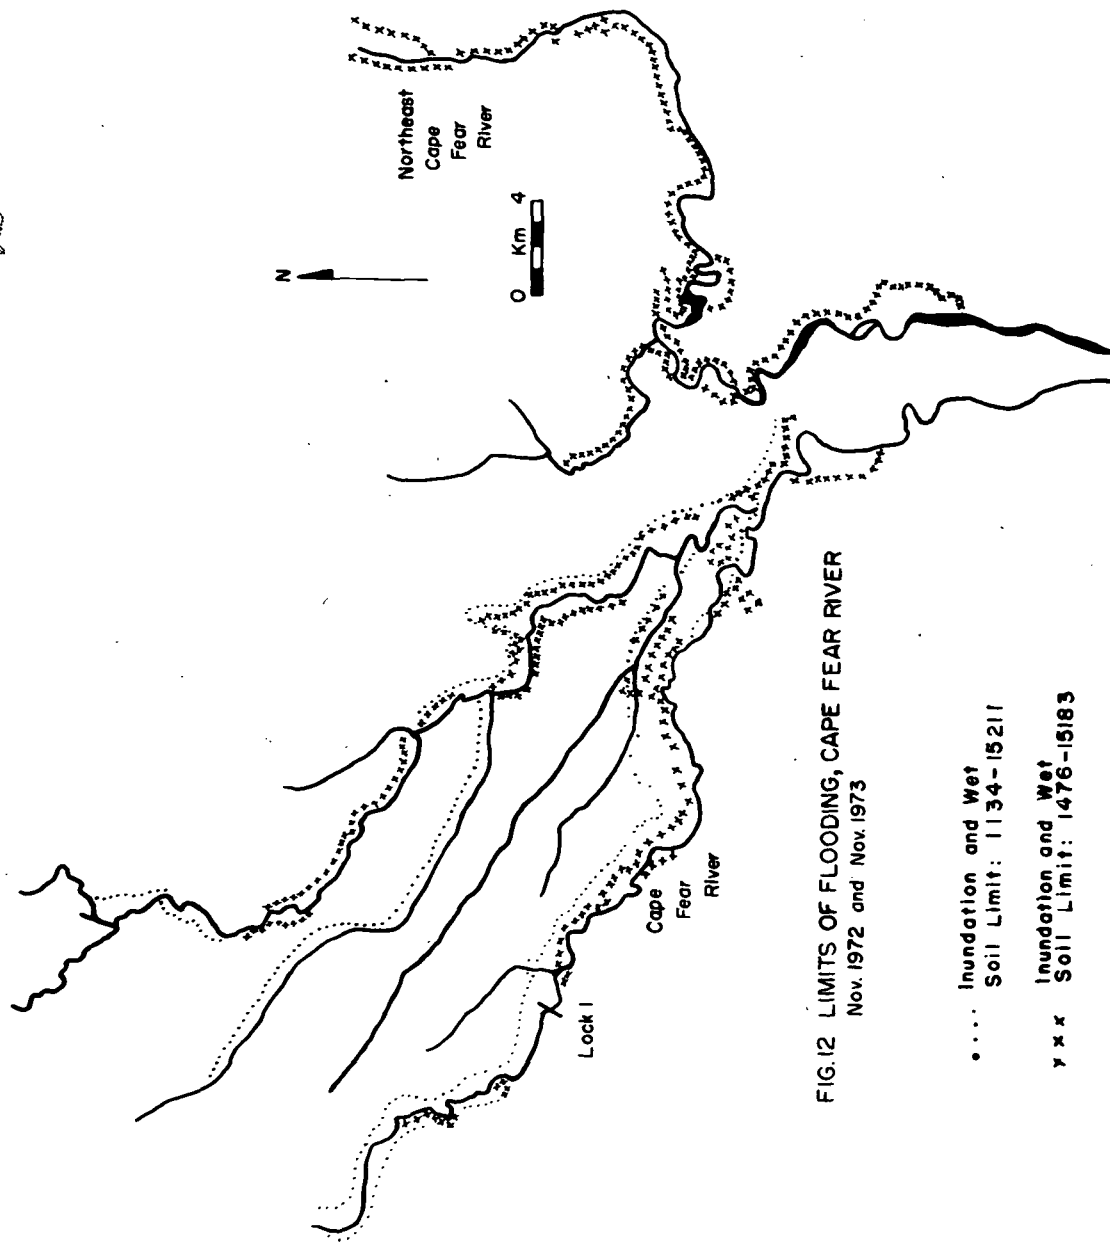 Northeast
Cape
Fear
River
N
0 Km 4
Cape
Fear
River
Lock 1
FIG.12 LIMITS OF FLOODING, CAPE FEAR RIVER
Nov. 1972 and Nov. 1973
.... Inundation and Wet
Soil Limit: 1134-15211
x x x Inundation and Wet
Soil Limit: 1476-15183